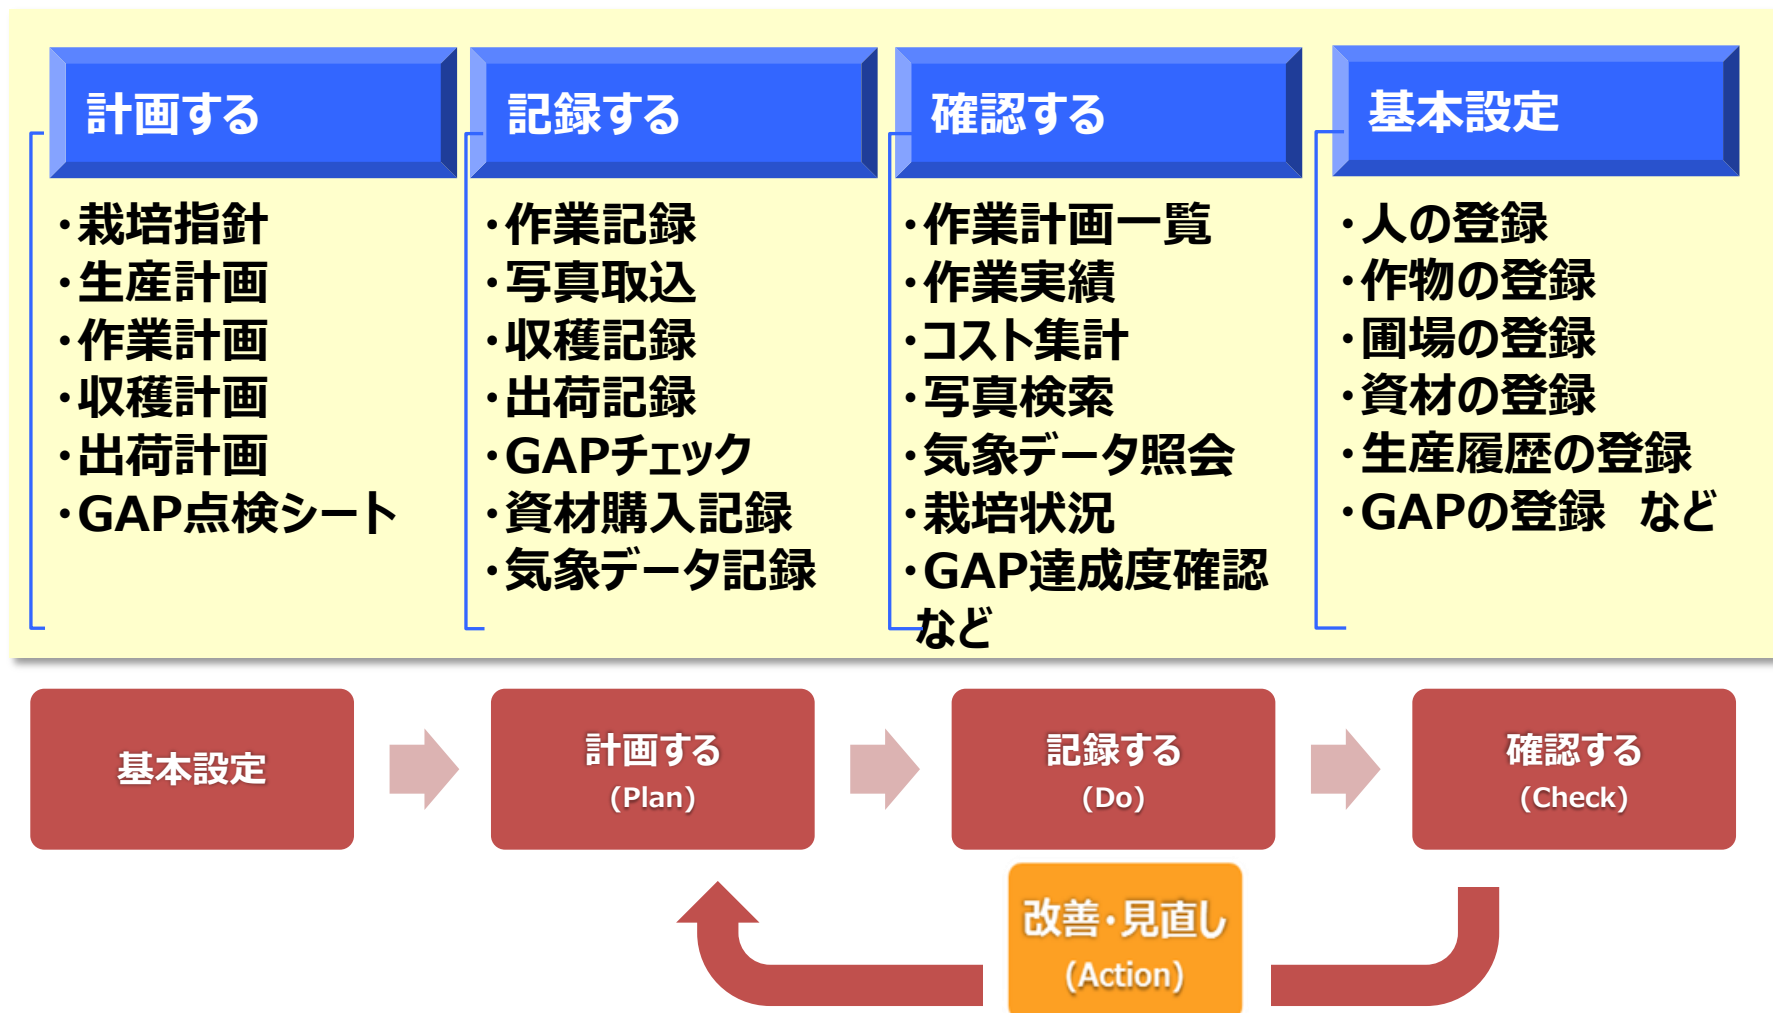 計画する
・栽培指針
・生産計画
・作業計画
・収穫計画
・出荷計画
・GAP点検シート
記録する
・作業記録
・写真取込
・収穫記録
・出荷記録
・GAPチェック
・資材購入記録
・気象データ記録
確認する
・作業計画一覧
・作業実績
・コスト集計
・写真検索
・気象データ照会
・栽培状況
・GAP達成度確認
など
基本設定
・人の登録
・作物の登録
・圃場の登録
・資材の登録
・生産履歴の登録
・GAPの登録　など
基本設定
計画する
(Plan)
記録する
(Do)
確認する
(Check)
改善・見直し
(Action)